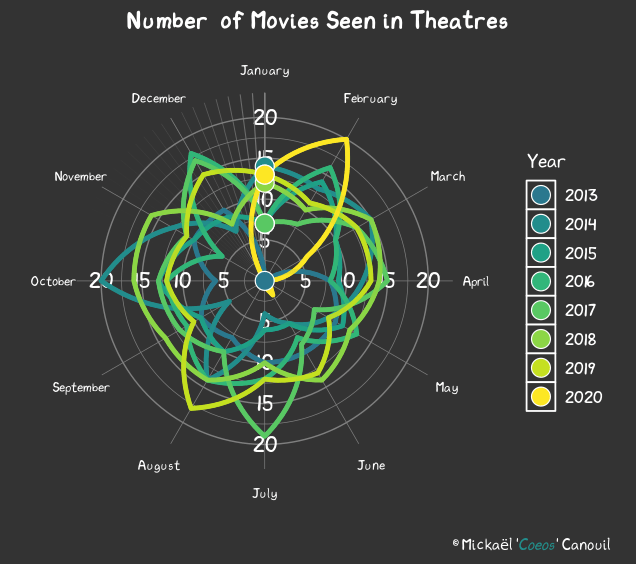 Number of Movies Seen in Theatres
January
December
February
20
Year
15
November
March
10
2013
2014
5
2015
October
20
15
10
5
5
10
15
20
April
2016
2017
5
2018
10
2019
September
May
15
2020
20
August
June
July
© Mickaël 'Coeos' Canouil